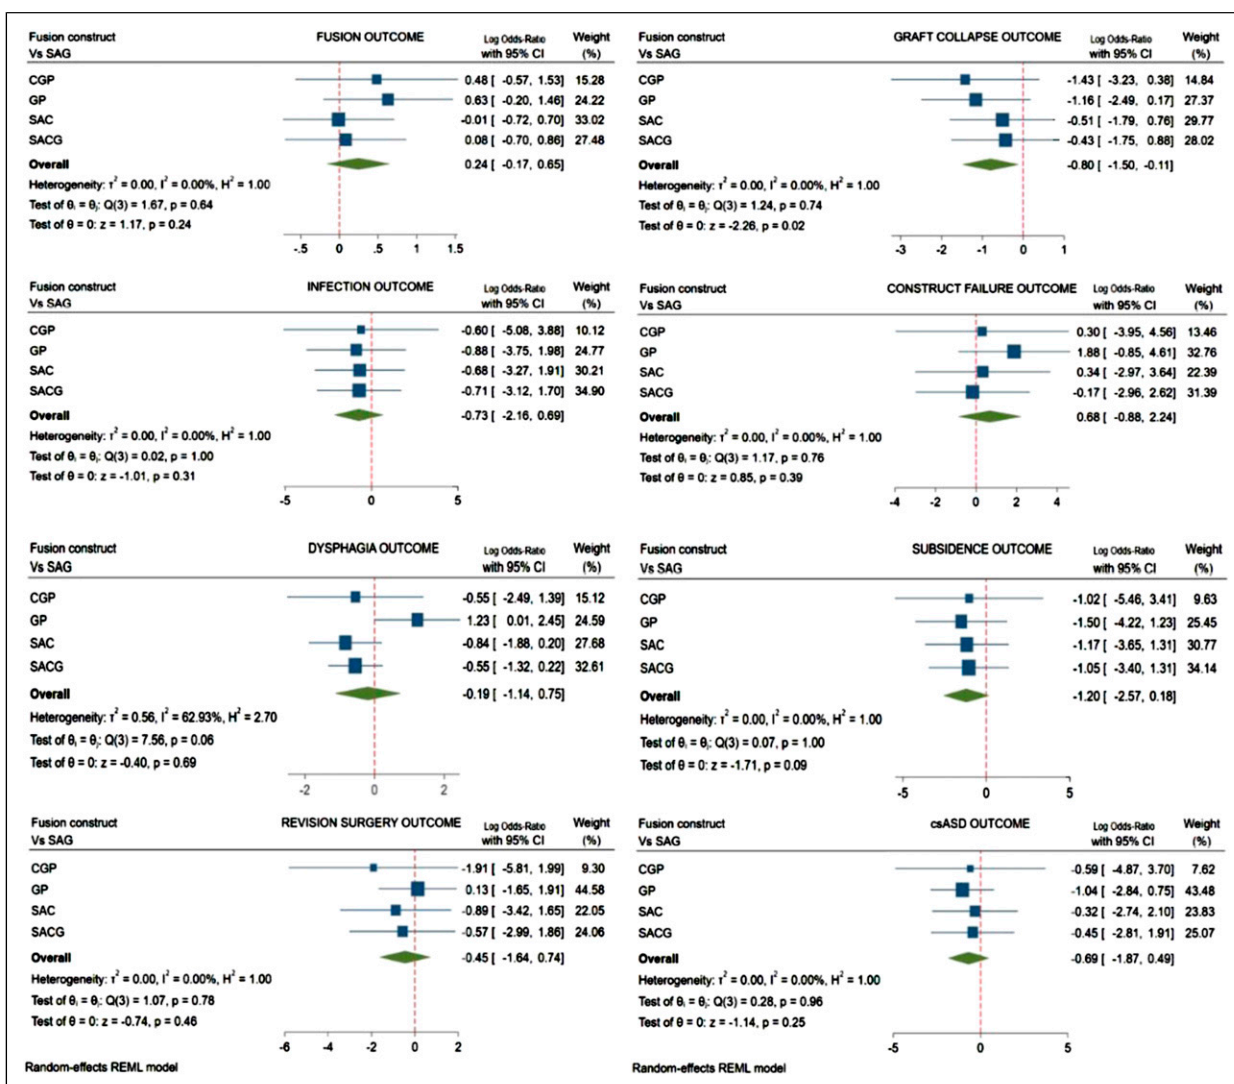 Fusion construct FUSION OUTCOME Log Odds-Ratio Weight
Vs SAG with 95% CI (%)
CGP 0.48 [ -0.57, 1.53] 15.28
GP 0.63 [ -0.20, 1.46] 24.22
SAC -0.01 [ -0.72, 0.70] 33.02
SACG 0.08 [ -0.70, 0.86] 27.48
Overall 0.24 [ -0.17, 0.65]
Heterogeneity: τ² = 0.00, I² = 0.00%, H² = 1.00
Test of θᵢ = θⱼ: Q(3) = 1.67, p = 0.64
Test of θ = 0: z = 1.17, p = 0.24
-.5 0 .5 1 1.5
Fusion construct GRAFT COLLAPSE OUTCOME Log Odds-Ratio Weight
Vs SAG with 95% CI (%)
CGP -1.43 [ -3.23, 0.38] 14.84
GP -1.16 [ -2.49, 0.17] 27.37
SAC -0.51 [ -1.79, 0.76] 29.77
SACG -0.43 [ -1.75, 0.88] 28.02
Overall -0.80 [ -1.50, -0.11]
Heterogeneity: τ² = 0.00, I² = 0.00%, H² = 1.00
Test of θᵢ = θⱼ: Q(3) = 1.24, p = 0.74
Test of θ = 0: z = -2.26, p = 0.02
-3 -2 -1 0 1
Fusion construct INFECTION OUTCOME Log Odds-Ratio Weight
Vs SAG with 95% CI (%)
CGP -0.60 [ -5.08, 3.88] 10.12
GP -0.88 [ -3.75, 1.98] 24.77
SAC -0.68 [ -3.27, 1.91] 30.21
SACG -0.71 [ -3.12, 1.70] 34.90
Overall -0.73 [ -2.16, 0.69]
Heterogeneity: τ² = 0.00, I² = 0.00%, H² = 1.00
Test of θᵢ = θⱼ: Q(3) = 0.02, p = 1.00
Test of θ = 0: z = -1.01, p = 0.31
-5 0 5
Fusion construct CONSTRUCT FAILURE OUTCOME Log Odds-Ratio Weight
Vs SAG with 95% CI (%)
CGP 0.30 [ -3.95, 4.56] 13.46
GP 1.88 [ -0.85, 4.61] 32.76
SAC 0.34 [ -2.97, 3.64] 22.39
SACG -0.17 [ -2.96, 2.62] 31.39
Overall 0.68 [ -0.88, 2.24]
Heterogeneity: τ² = 0.00, I² = 0.00%, H² = 1.00
Test of θᵢ = θⱼ: Q(3) = 1.17, p = 0.76
Test of θ = 0: z = 0.85, p = 0.39
-4 -2 0 2 4
Fusion construct DYSPHAGIA OUTCOME Log Odds-Ratio Weight
Vs SAG with 95% CI (%)
CGP -0.55 [ -2.49, 1.39] 15.12
GP 1.23 [ 0.01, 2.45] 24.59
SAC -0.84 [ -1.88, 0.20] 27.68
SACG -0.55 [ -1.32, 0.22] 32.61
Overall -0.19 [ -1.14, 0.75]
Heterogeneity: τ² = 0.56, I² = 62.93%, H² = 2.70
Test of θᵢ = θⱼ: Q(3) = 7.56, p = 0.06
Test of θ = 0: z = -0.40, p = 0.69
-2 0 2
Fusion construct SUBSIDENCE OUTCOME Log Odds-Ratio Weight
Vs SAG with 95% CI (%)
CGP -1.02 [ -5.46, 3.41] 9.63
GP -1.50 [ -4.22, 1.23] 25.45
SAC -1.17 [ -3.65, 1.31] 30.77
SACG -1.05 [ -3.40, 1.31] 34.14
Overall -1.20 [ -2.57, 0.18]
Heterogeneity: τ² = 0.00, I² = 0.00%, H² = 1.00
Test of θᵢ = θⱼ: Q(3) = 0.07, p = 1.00
Test of θ = 0: z = -1.71, p = 0.09
-5 0 5
Fusion construct REVISION SURGERY OUTCOME Log Odds-Ratio Weight
Vs SAG with 95% CI (%)
CGP -1.91 [ -5.81, 1.99] 9.30
GP 0.13 [ -1.65, 1.91] 44.58
SAC -0.89 [ -3.42, 1.65] 22.05
SACG -0.57 [ -2.99, 1.86] 24.06
Overall -0.45 [ -1.64, 0.74]
Heterogeneity: τ² = 0.00, I² = 0.00%, H² = 1.00
Test of θᵢ = θⱼ: Q(3) = 1.07, p = 0.78
Test of θ = 0: z = -0.74, p = 0.46
-6 -4 -2 0 2
Random-effects REML model
Fusion construct csASD OUTCOME Log Odds-Ratio Weight
Vs SAG with 95% CI (%)
CGP -0.59 [ -4.87, 3.70] 7.62
GP -1.04 [ -2.84, 0.75] 43.48
SAC -0.32 [ -2.74, 2.10] 23.83
SACG -0.45 [ -2.81, 1.91] 25.07
Overall -0.69 [ -1.87, 0.49]
Heterogeneity: τ² = 0.00, I² = 0.00%, H² = 1.00
Test of θᵢ = θⱼ: Q(3) = 0.28, p = 0.96
Test of θ = 0: z = -1.14, p = 0.25
-5 0 5
Random-effects REML model